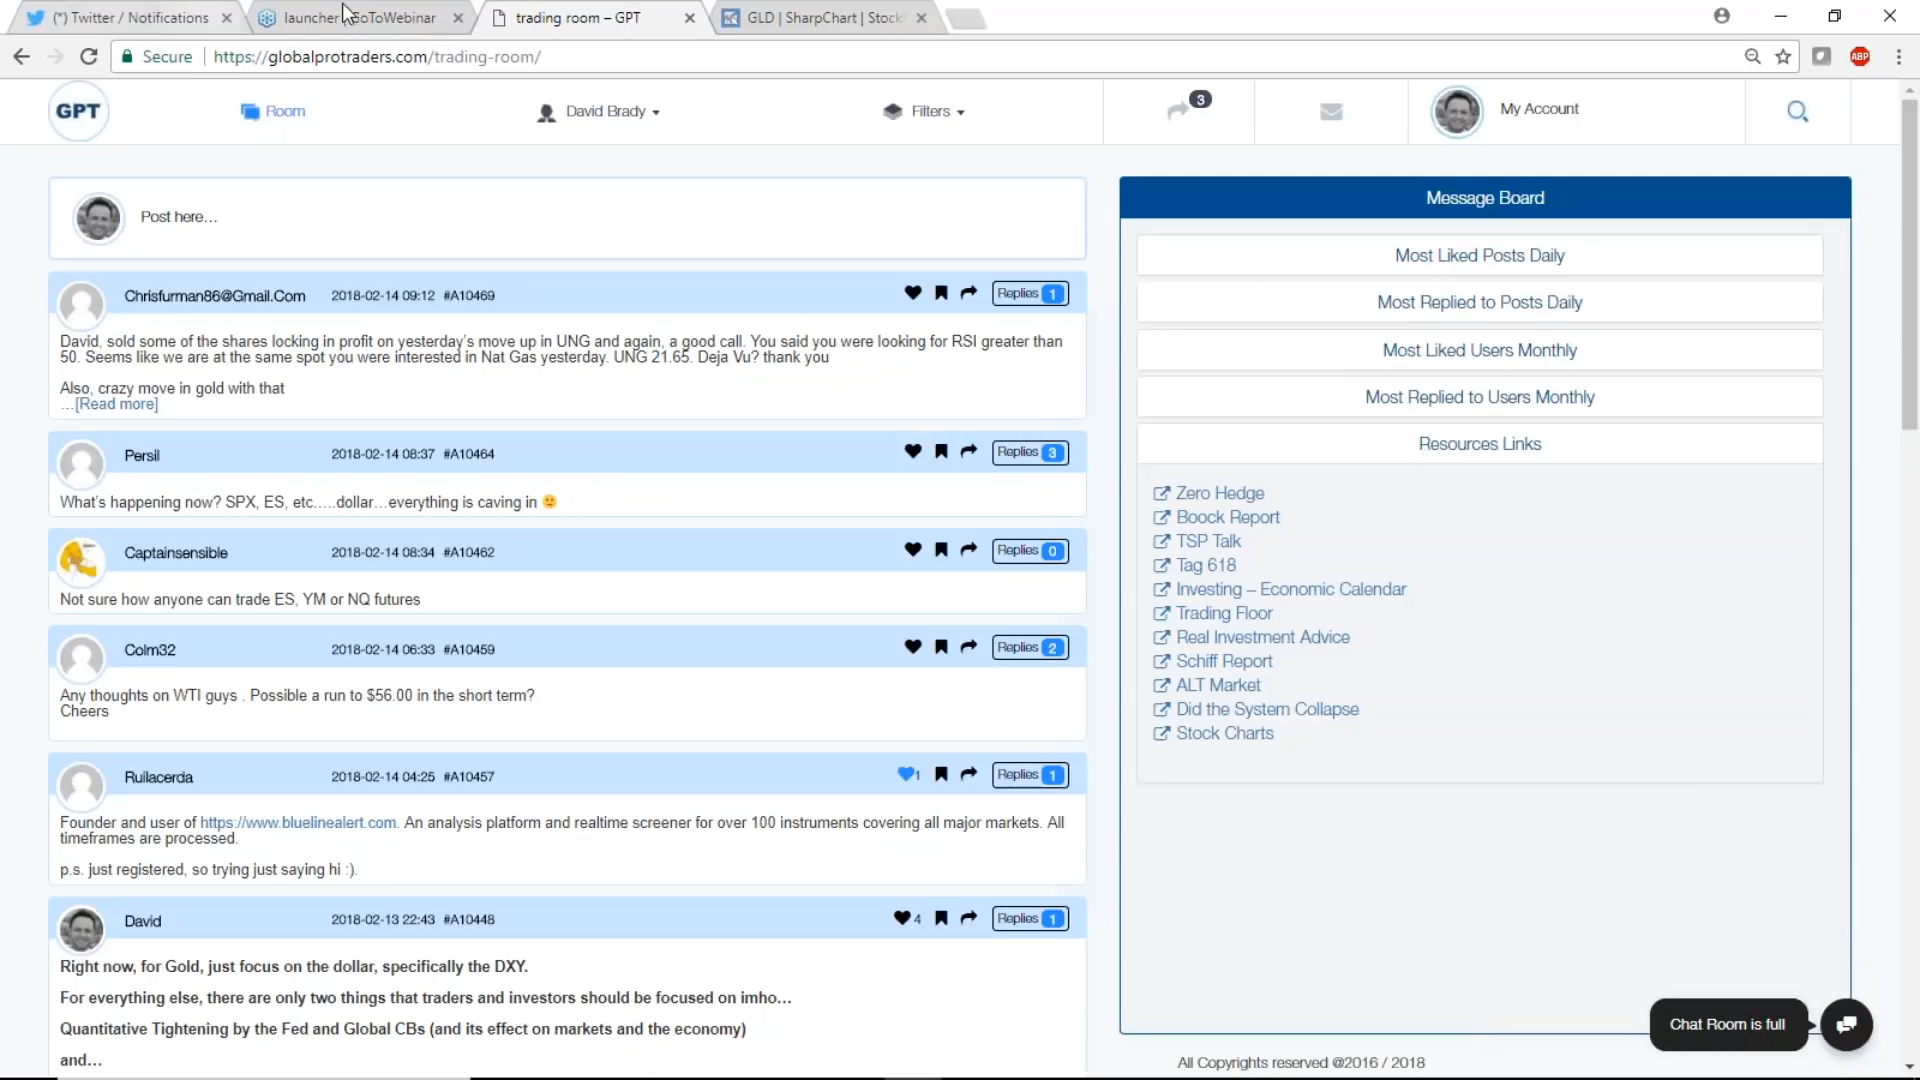 (*) Twitter / Notifications
launcher GoToWebinar
trading room – GPT
GLD | SharpChart | Stock
Secure
https://globalprotraders.com/trading-room/
ABP
GPT
Room
David Brady
Filters
3
My Account
Post here…
Chrisfurman86@Gmail.Com 2018-02-14 09:12 #A10469 Replies 1
David, sold some of the shares locking in profit on yesterday's move up in UNG and again, a good call. You said you were looking for RSI greater than
50. Seems like we are at the same spot you were interested in Nat Gas yesterday. UNG 21.65. Deja Vu? thank you
Also, crazy move in gold with that
…[Read more]
Persil 2018-02-14 08:37 #A10464 Replies 3
What's happening now? SPX, ES, etc…..dollar…everything is caving in 🙂
Captainsensible 2018-02-14 08:34 #A10462 Replies 0
Not sure how anyone can trade ES, YM or NQ futures
Colm32 2018-02-14 06:33 #A10459 Replies 2
Any thoughts on WTI guys . Possible a run to $56.00 in the short term?
Cheers
Ruilacerda 2018-02-14 04:25 #A10457 1 Replies 1
Founder and user of https://www.bluelinealert.com. An analysis platform and realtime screener for over 100 instruments covering all major markets. All
timeframes are processed.
p.s. just registered, so trying just saying hi :).
David 2018-02-13 22:43 #A10448 4 Replies 1
Right now, for Gold, just focus on the dollar, specifically the DXY.
For everything else, there are only two things that traders and investors should be focused on imho…
Quantitative Tightening by the Fed and Global CBs (and its effect on markets and the economy)
and…
Message Board
Most Liked Posts Daily
Most Replied to Posts Daily
Most Liked Users Monthly
Most Replied to Users Monthly
Resources Links
Zero Hedge
Boock Report
TSP Talk
Tag 618
Investing – Economic Calendar
Trading Floor
Real Investment Advice
Schiff Report
ALT Market
Did the System Collapse
Stock Charts
Chat Room is full
All Copyrights reserved @2016 / 2018